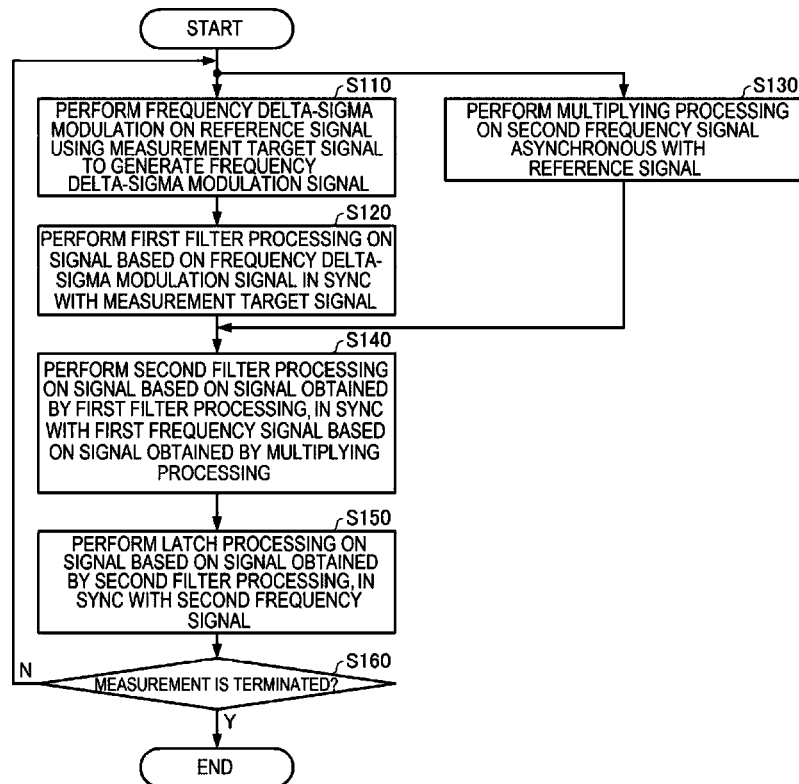 START
S110
PERFORM FREQUENCY DELTA-SIGMA
MODULATION ON REFERENCE SIGNAL
USING MEASUREMENT TARGET SIGNAL
TO GENERATE FREQUENCY
DELTA-SIGMA MODULATION SIGNAL
S130
PERFORM MULTIPLYING PROCESSING
ON SECOND FREQUENCY SIGNAL
ASYNCHRONOUS WITH
REFERENCE SIGNAL
S120
PERFORM FIRST FILTER PROCESSING ON
SIGNAL BASED ON FREQUENCY DELTA-
SIGMA MODULATION SIGNAL IN SYNC
WITH MEASUREMENT TARGET SIGNAL
S140
PERFORM SECOND FILTER PROCESSING
ON SIGNAL BASED ON SIGNAL OBTAINED
BY FIRST FILTER PROCESSING, IN SYNC
WITH FIRST FREQUENCY SIGNAL BASED
ON SIGNAL OBTAINED BY MULTIPLYING
PROCESSING
S150
PERFORM LATCH PROCESSING ON
SIGNAL BASED ON SIGNAL OBTAINED
BY SECOND FILTER PROCESSING, IN
SYNC WITH SECOND FREQUENCY
SIGNAL
S160
N
MEASUREMENT IS TERMINATED?
Y
END